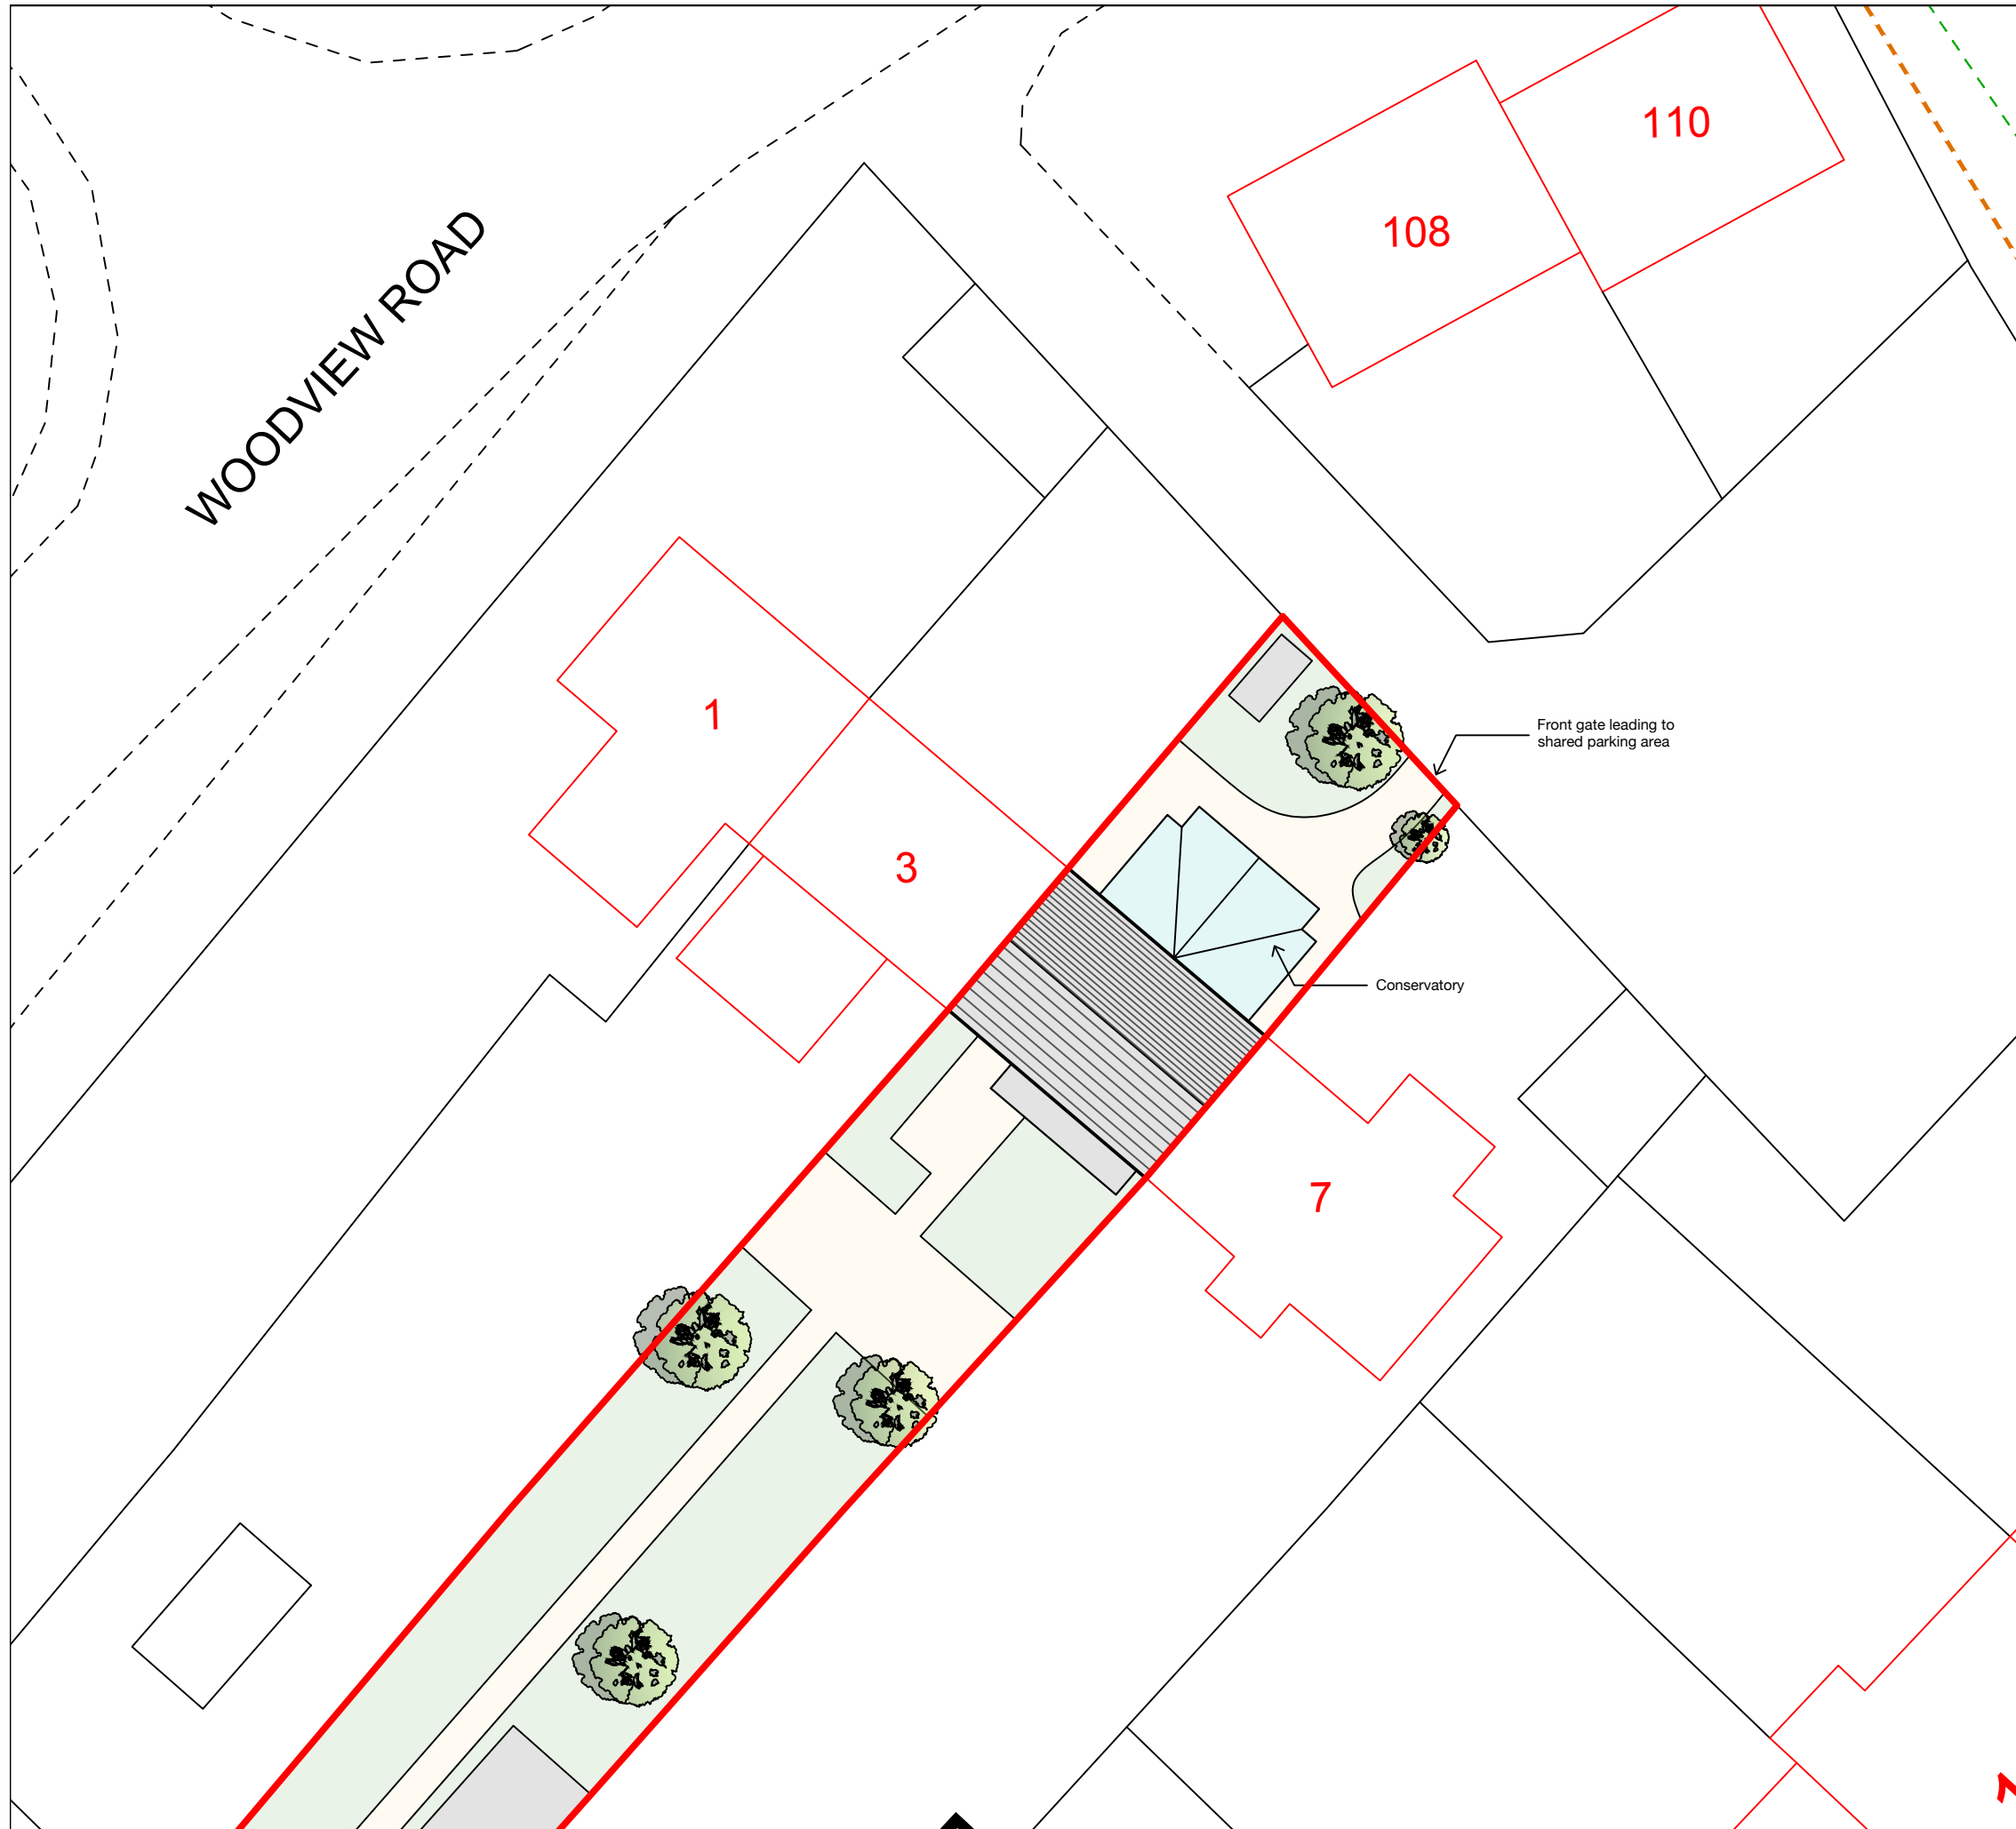 110
108
WOODVIEW ROAD
1
Front gate leading to
shared parking area
3
Conservatory
7